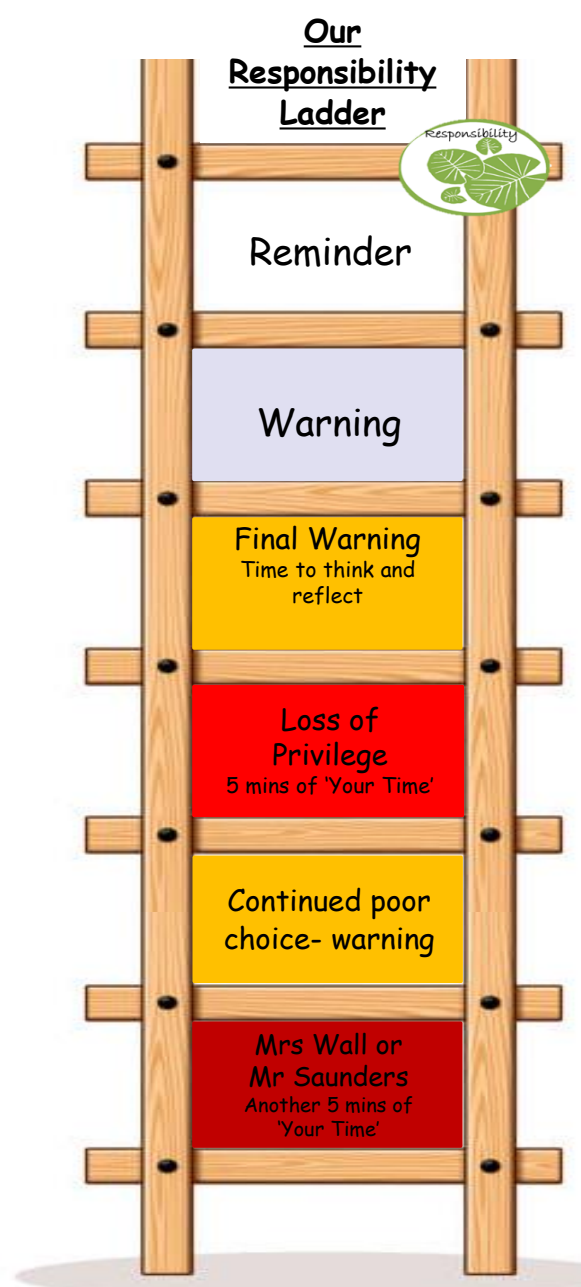 Our
Responsibility
Ladder
Responsibility
Reminder
Warning
Final Warning
Time to think and
reflect
Loss of
Privilege
5 mins of ‘Your Time’
Continued poor
choice- warning
Mrs Wall or
Mr Saunders
Another 5 mins of
‘Your Time’